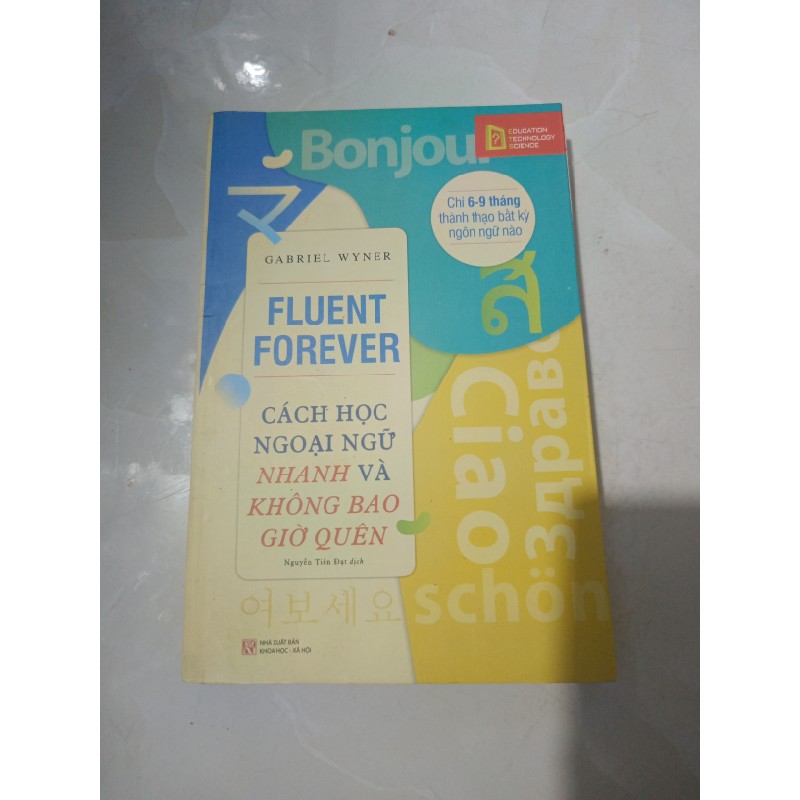 Bonjour
EDUCATION
TECHNOLOGY
SCIENCE
Chỉ 6-9 tháng
thành thạo bất kỳ
ngôn ngữ nào
GABRIEL WYNER
FLUENT
FOREVER
CÁCH HỌC
NGOẠI NGỮ
NHANH VÀ
KHÔNG BAO
GIỜ QUÊN
Nguyễn Tiến Đạt dịch
Ciao
Здравс
여보세요
schön
NHÀ XUẤT BẢN
KHOA HỌC - XÃ HỘI